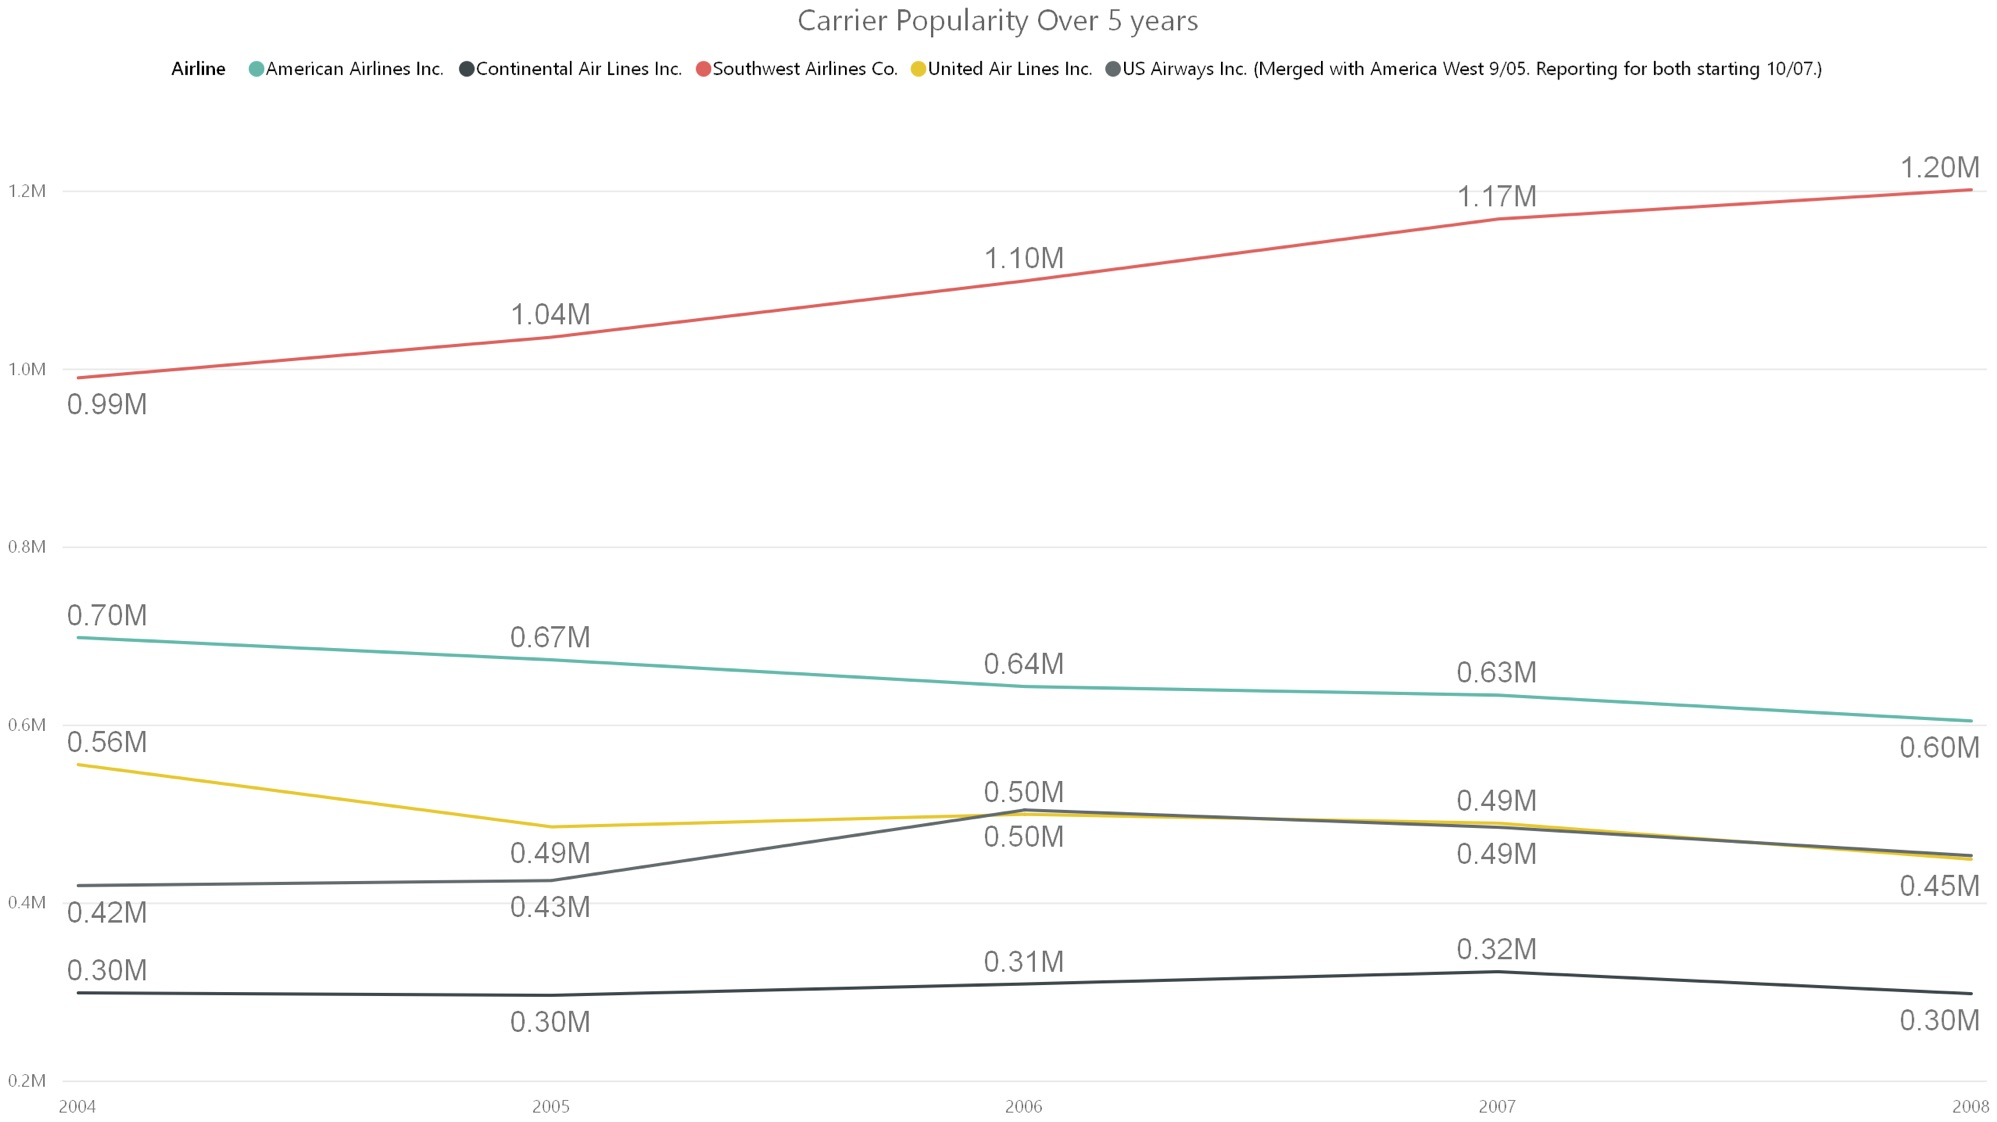 Carrier Popularity Over 5 years
Airline American Airlines Inc. Continental Air Lines Inc. Southwest Airlines Co. United Air Lines Inc. US Airways Inc. (Merged with America West 9/05. Reporting for both starting 10/07.)
1.20M
1.2M
1.17M
1.10M
1.04M
1.0M
0.99M
0.8M
0.70M
0.67M
0.64M
0.63M
0.6M
0.60M
0.56M
0.50M
0.49M
0.50M
0.49M
0.49M
0.45M
0.4M
0.42M
0.43M
0.32M
0.31M
0.30M
0.30M
0.30M
0.2M
2004 2005 2006 2007 2008